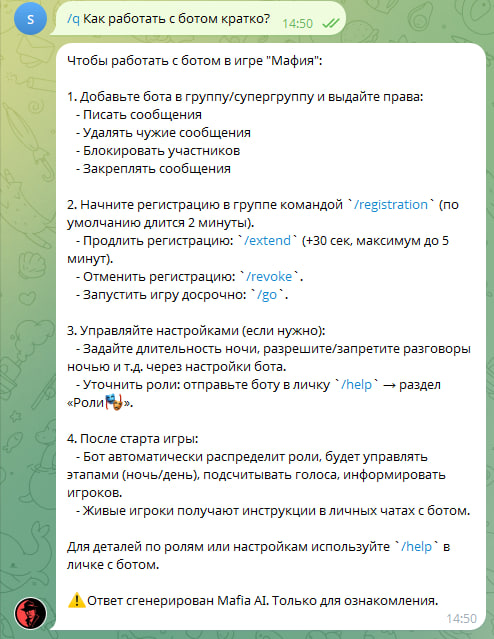 s
/q Как работать с ботом кратко?
14:50
Чтобы работать с ботом в игре "Мафия":
1. Добавьте бота в группу/супергруппу и выдайте права:
- Писать сообщения
- Удалять чужие сообщения
- Блокировать участников
- Закреплять сообщения
2. Начните регистрацию в группе командой `/registration` (по
умолчанию длится 2 минуты).
- Продлить регистрацию: `/extend` (+30 сек, максимум до 5
минут).
- Отменить регистрацию: `/revoke`.
- Запустить игру досрочно: `/go`.
3. Управляйте настройками (если нужно):
- Задайте длительность ночи, разрешите/запретите разговоры
ночью и т.д. через настройки бота.
- Уточнить роли: отправьте боту в личку `/help` → раздел
«Роли🎭».
4. После старта игры:
- Бот автоматически распределит роли, будет управлять
этапами (ночь/день), подсчитывать голоса, информировать
игроков.
- Живые игроки получают инструкции в личных чатах с ботом.
Для деталей по ролям или настройкам используйте `/help` в
личке с ботом.
⚠️Ответ сгенерирован Mafia AI. Только для ознакомления.
14:50